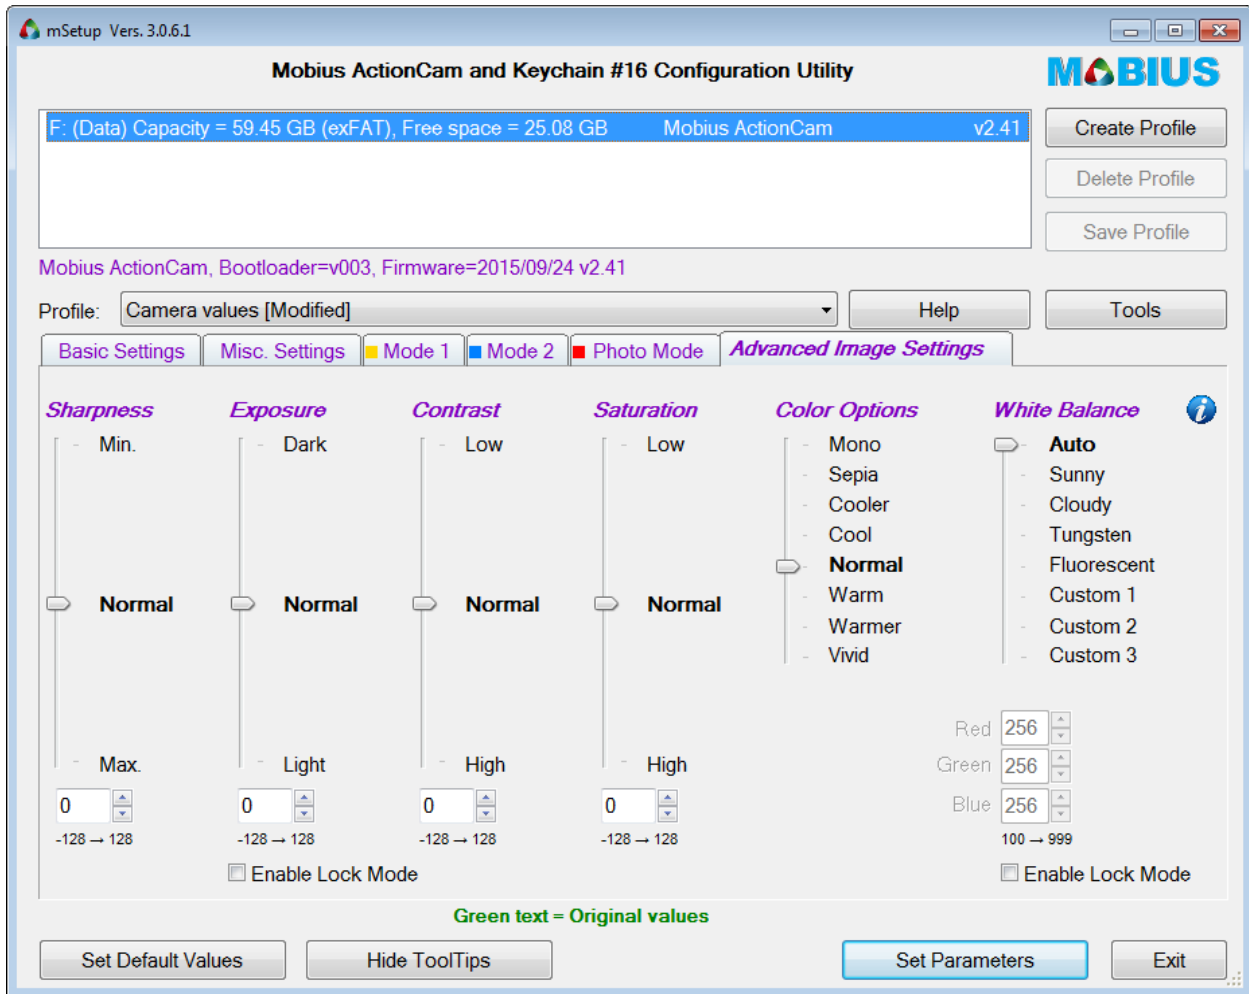 mSetup Vers. 3.0.6.1
Mobius ActionCam and Keychain #16 Configuration Utility
MOBIUS
F: (Data) Capacity = 59.45 GB (exFAT), Free space = 25.08 GB Mobius ActionCam v2.41
Create Profile
Delete Profile
Save Profile
Mobius ActionCam, Bootloader=v003, Firmware=2015/09/24 v2.41
Profile: Camera values [Modified] Help Tools
Basic Settings Misc. Settings Mode 1 Mode 2 Photo Mode Advanced Image Settings
Sharpness Exposure Contrast Saturation Color Options White Balance i
Min. Dark Low Low Mono Auto
Sepia Sunny
Cooler Cloudy
Cool Tungsten
Normal Fluorescent
Normal Normal Normal Normal Warm Custom 1
Warmer Custom 2
Vivid Custom 3
Red 256
Max. Light High High Green 256
0 0 0 0 Blue 256
-128 → 128 -128 → 128 -128 → 128 -128 → 128 100 → 999
Enable Lock Mode Enable Lock Mode
Green text = Original values
Set Default Values Hide ToolTips Set Parameters Exit